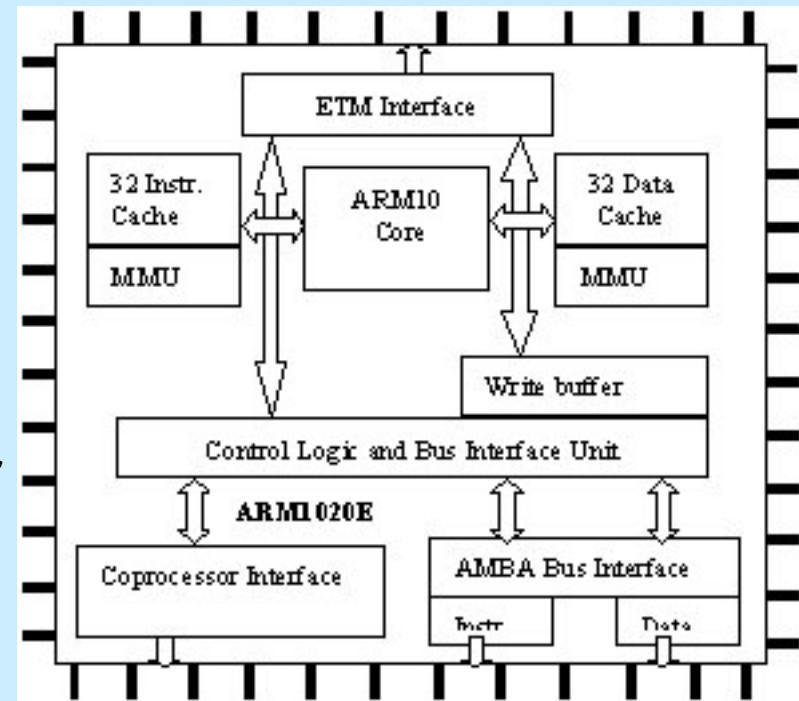 ETM Interface
32 Instr.
Cache
MMU
ARM10
Core
32 Data
Cache
MMU
Write buffer
Control Logic and Bus Interface Unit
ARM1020E
Coprocessor Interface
AMBA Bus Interface
Instr
Data